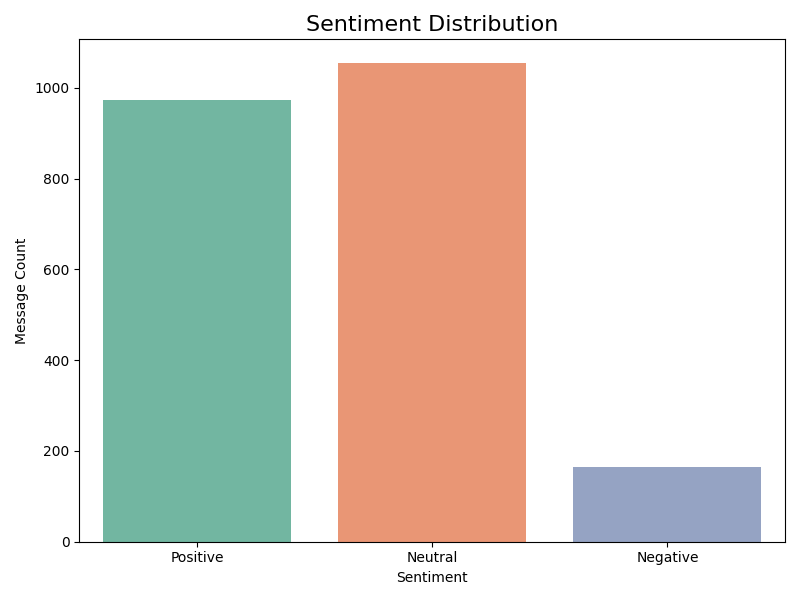 Sentiment Distribution
Message Count
1000
800
600
400
200
0
Positive
Neutral
Negative
Sentiment